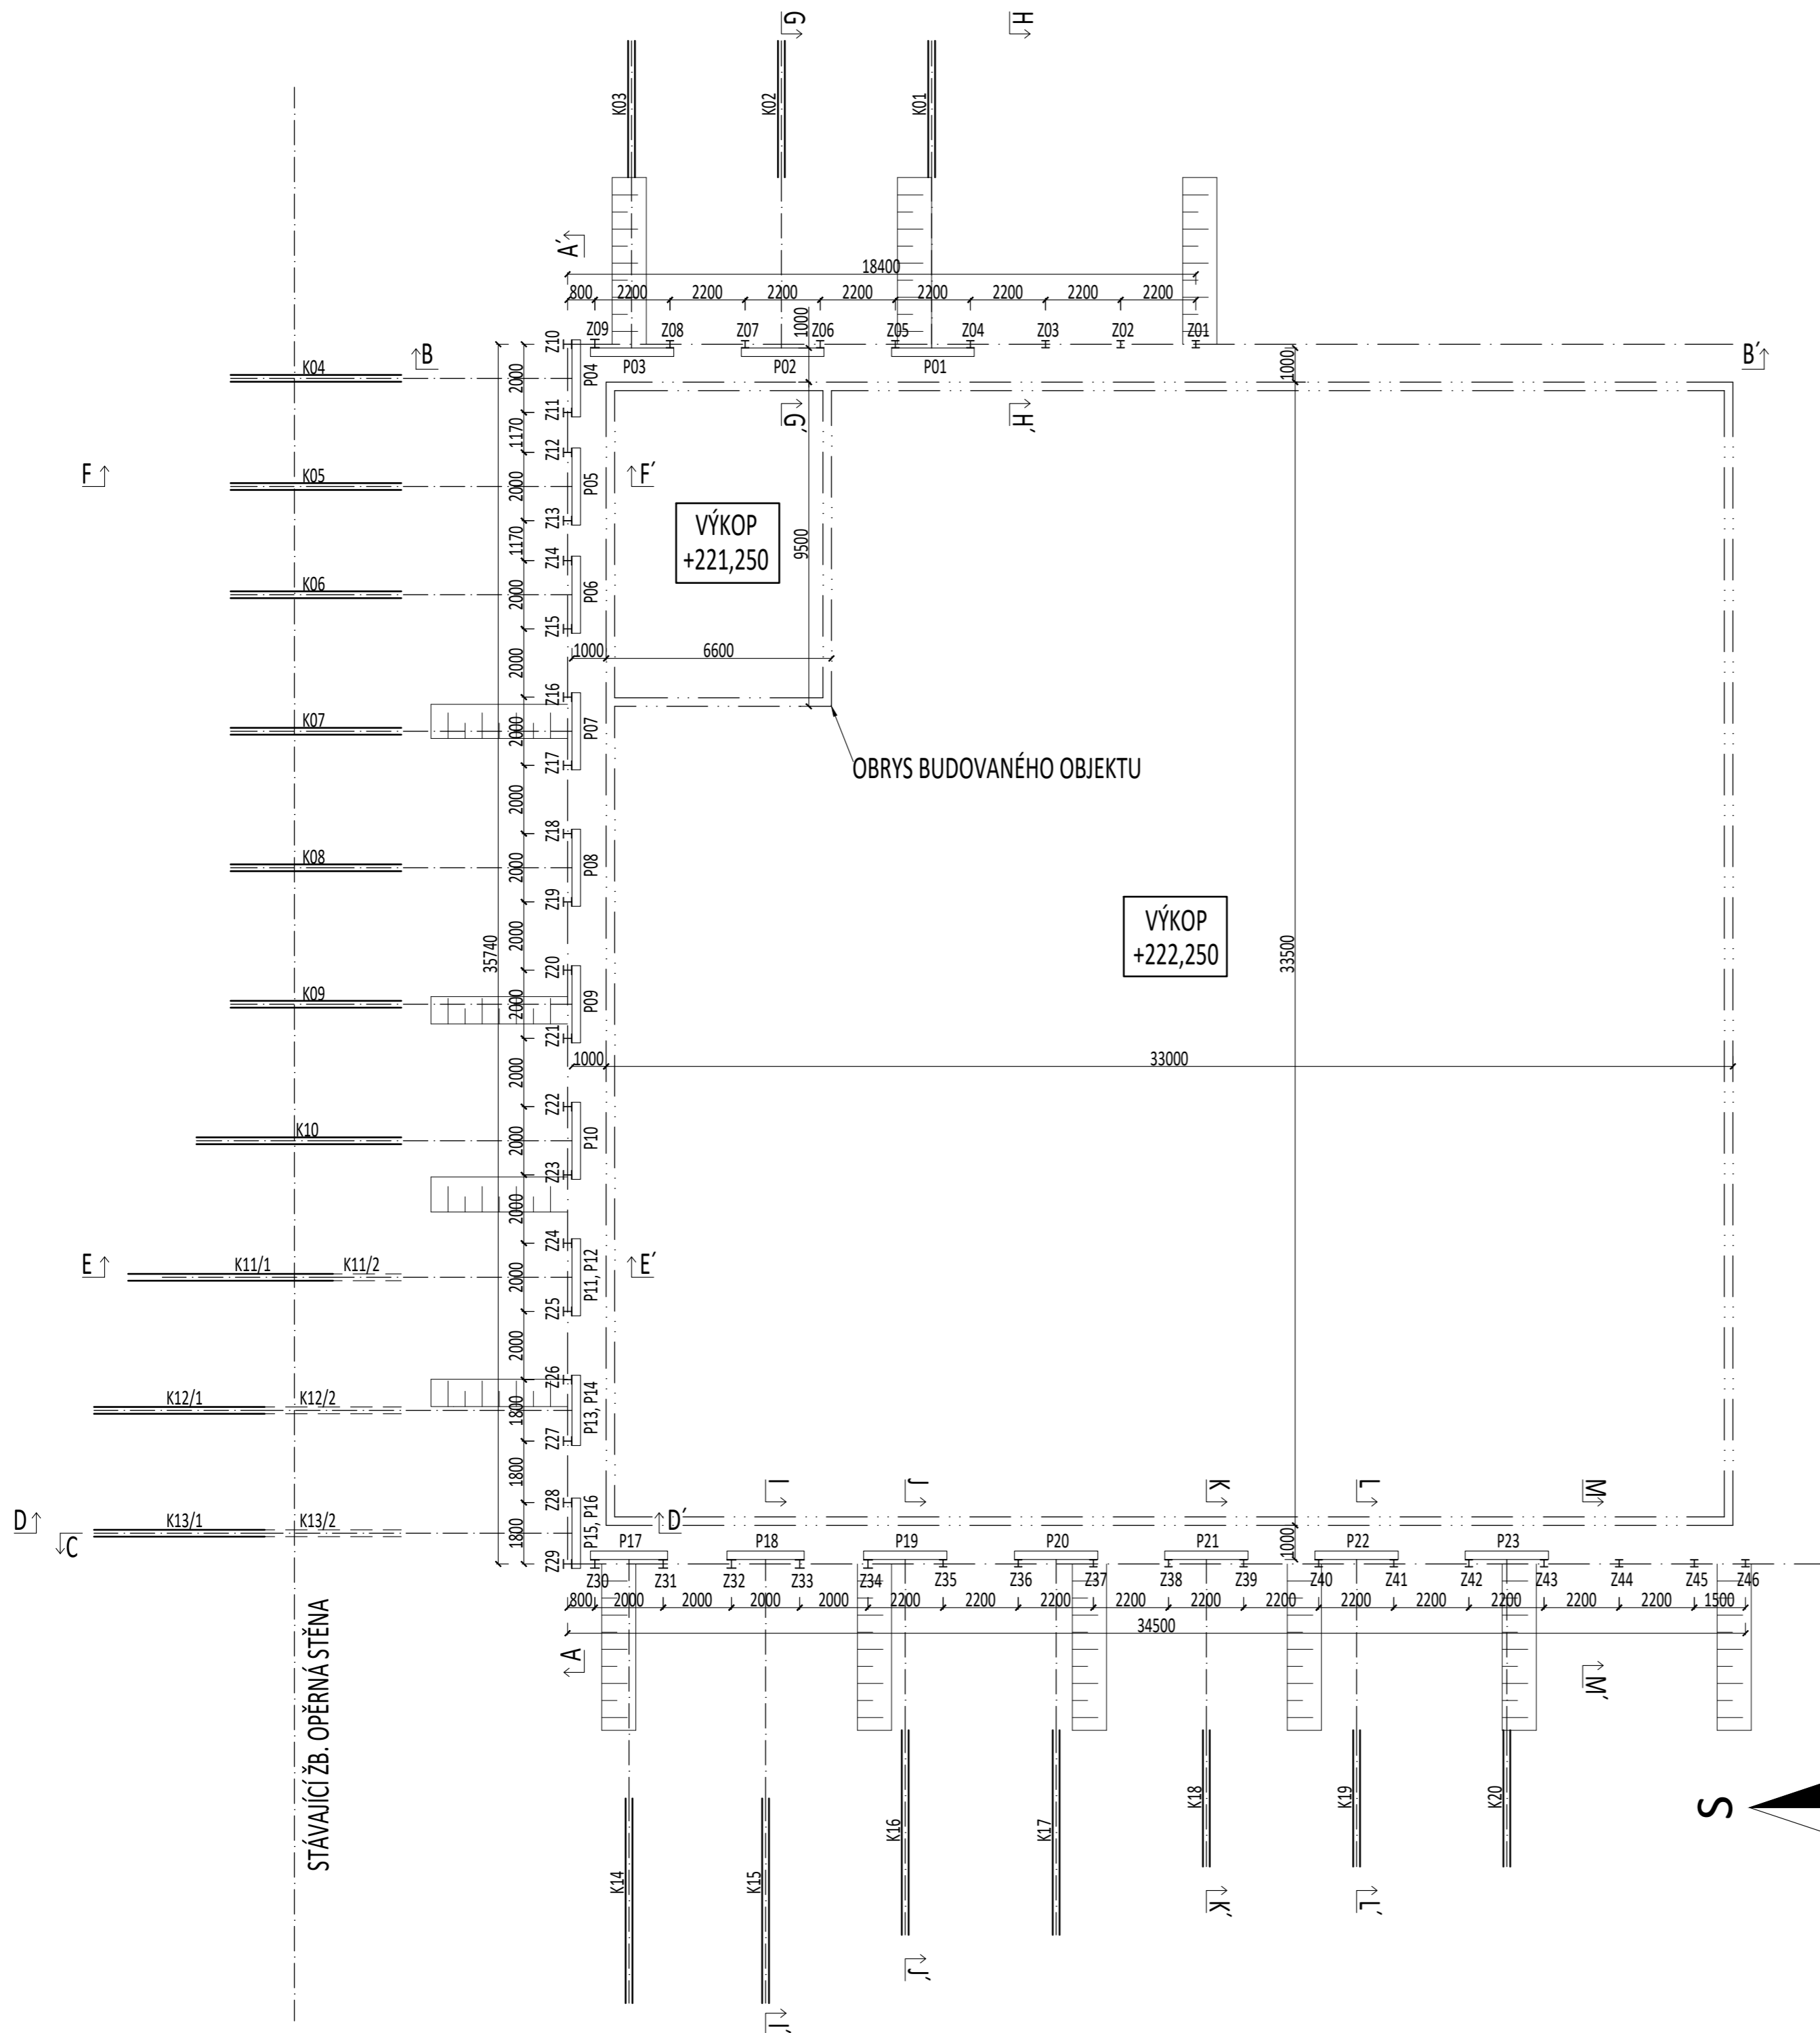 G
H
K03
K02
K01
A´
18400
800
2200
2200
2200
2200
2200
2200
2200
2200
1000
Z10
Z09
Z08
Z07
Z06
Z05
Z04
Z03
Z02
Z01
B
B´
P03
P02
P01
1000
K04
2000
P04
Z11
G´
H´
1170
Z12
F
K05
2000
P05
F´
Z13
VÝKOP
+221,250
9500
1170
Z14
K06
2000
P06
Z15
1000
6600
2000
Z16
K07
2000
P07
Z17
OBRYS BUDOVANÉHO OBJEKTU
2000
Z18
K08
2000
P08
Z19
VÝKOP
+222,250
35740
33500
2000
Z20
K09
2000
P09
Z21
1000
33000
2000
Z22
K10
2000
P10
Z23
2000
Z24
E
K11/1
K11/2
2000
P11, P12
E´
Z25
2000
Z26
K12/1
K12/2
1800
P13, P14
Z27
1800
I
J
K
L
M
Z28
D
C
K13/1
K13/2
1800
P15, P16
D´
Z29
P17
P18
P19
P20
P21
P22
P23
1000
Z30
Z31
Z32
Z33
Z34
Z35
Z36
Z37
Z38
Z39
Z40
Z41
Z42
Z43
Z44
Z45
Z46
800
2000
2000
2000
2000
2200
2200
2200
2200
2200
2200
2200
2200
2200
2200
2200
1500
34500
A
M´
STÁVAJÍCÍ ŽB. OPĚRNÁ STĚNA
K14
K15
K16
K17
K18
K19
K20
S
K´
L´
J´
I´